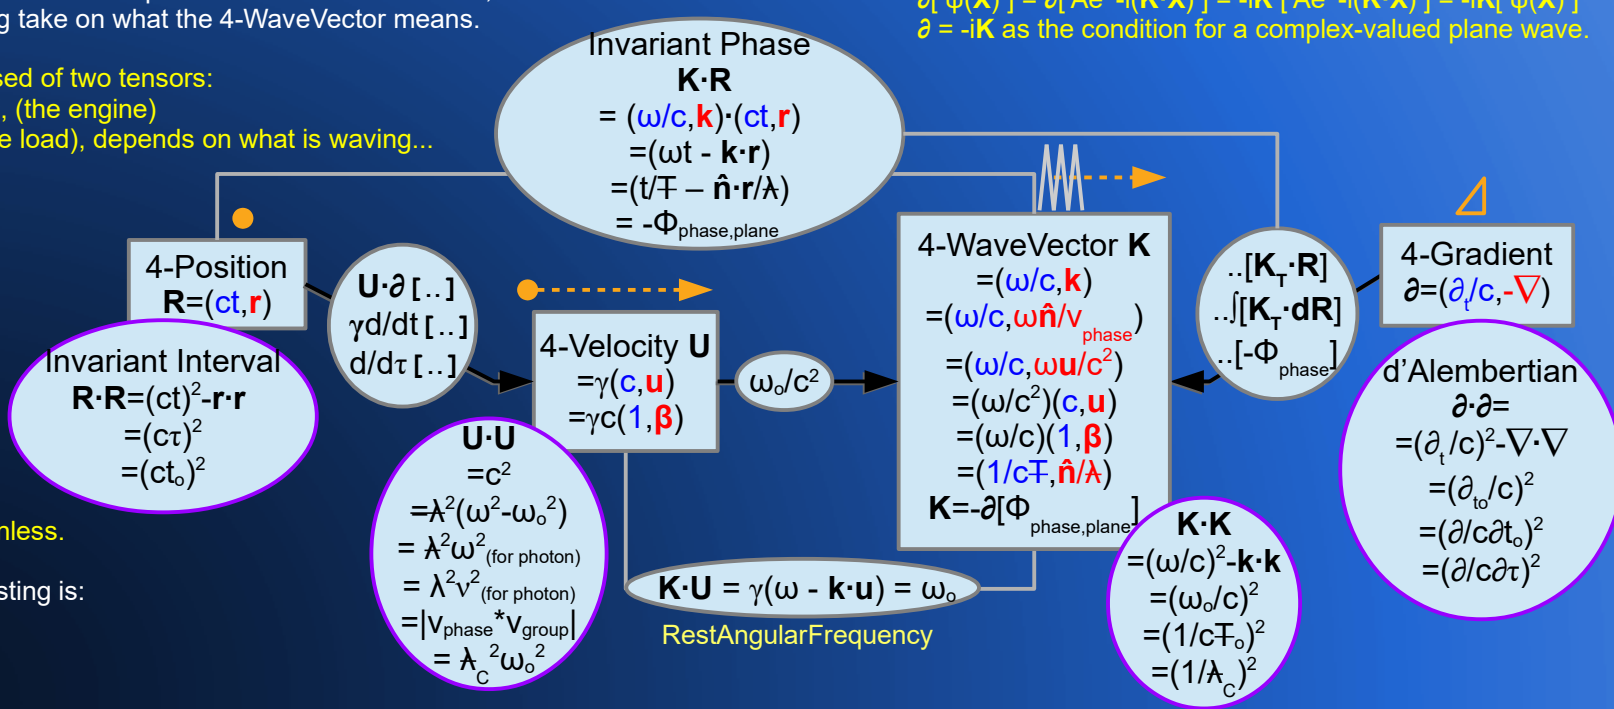 g take on what the 4-WaveVector means.
∂[ ψ(X) ] = ∂[ Ae^-i(K·X) ] = -iK [ Ae^-i(K·X) ] = -iK[ ψ(X) ]
∂ = -iK as the condition for a complex-valued plane wave.
sed of two tensors:
, (the engine)
e load), depends on what is waving...
Invariant Phase
K·R
= (ω/c,k)·(ct,r)
=(ωt - k·r)
=(t/Ŧ – n̂·r/ƛ)
= -Φphase,plane
4-Position
R=(ct,r)
Invariant Interval
R·R=(ct)²-r·r
=(cτ)²
=(ctₒ)²
U·∂ [..]
γd/dt [..]
d/dτ [..]
4-Velocity U
=γ(c,u)
=γc(1,β)
U·U
=c²
=ƛ²(ω²-ωₒ²)
= ƛ²ω² (for photon)
= λ²ν² (for photon)
=|vphase*vgroup|
= ƛC²ωₒ²
ωₒ/c²
4-WaveVector K
=(ω/c,k)
=(ω/c,ωn̂/vphase)
=(ω/c,ωu/c²)
=(ω/c²)(c,u)
=(ω/c)(1,β)
=(1/cŦ,n̂/ƛ)
K=-∂[Φphase,plane]
K·U = γ(ω - k·u) = ωₒ
RestAngularFrequency
K·K
=(ω/c)²-k·k
=(ωₒ/c)²
=(1/cŦₒ)²
=(1/ƛC)²
..[KT·R]
..∫[KT·dR]
..[-Φphase]
4-Gradient
∂=(∂t/c,-∇)
d'Alembertian
∂·∂=
=(∂t/c)²-∇·∇
=(∂to/c)²
=(∂/c∂tₒ)²
=(∂/c∂τ)²
nless.
sting is: